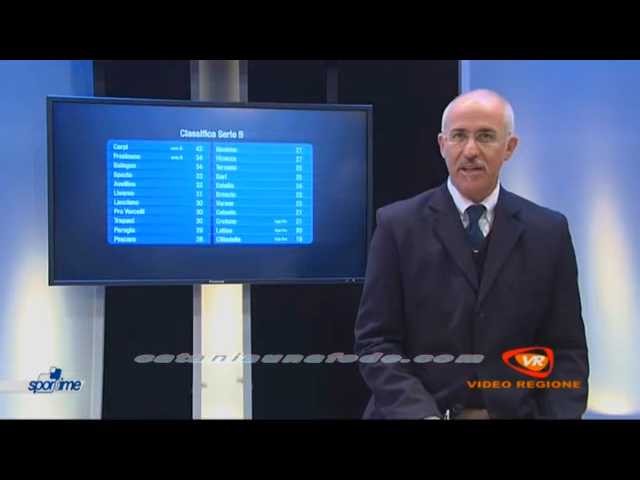 Classifica Serie B
Carpi 43
Frosinone 34
Bologna 34
Spezia 33
Avellino 32
Livorno 31
Lanciano 30
Pro Vercelli 30
Trapani 30
Perugia 29
Pescara 28
Modena 27
Vicenza 27
Ternana 26
Bari 25
Entella 24
Brescia 23
Varese 23
Catania 21
Crotone 21
Latina 20
Cittadella 19
cataniaunafede.com
sportime
VR
VIDEO REGIONE